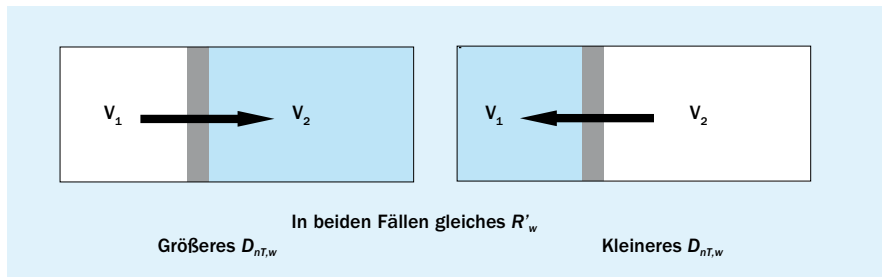 V₁ V₂
V₁ V₂
In beiden Fällen gleiches R'w
Größeres DnT,w
Kleineres DnT,w